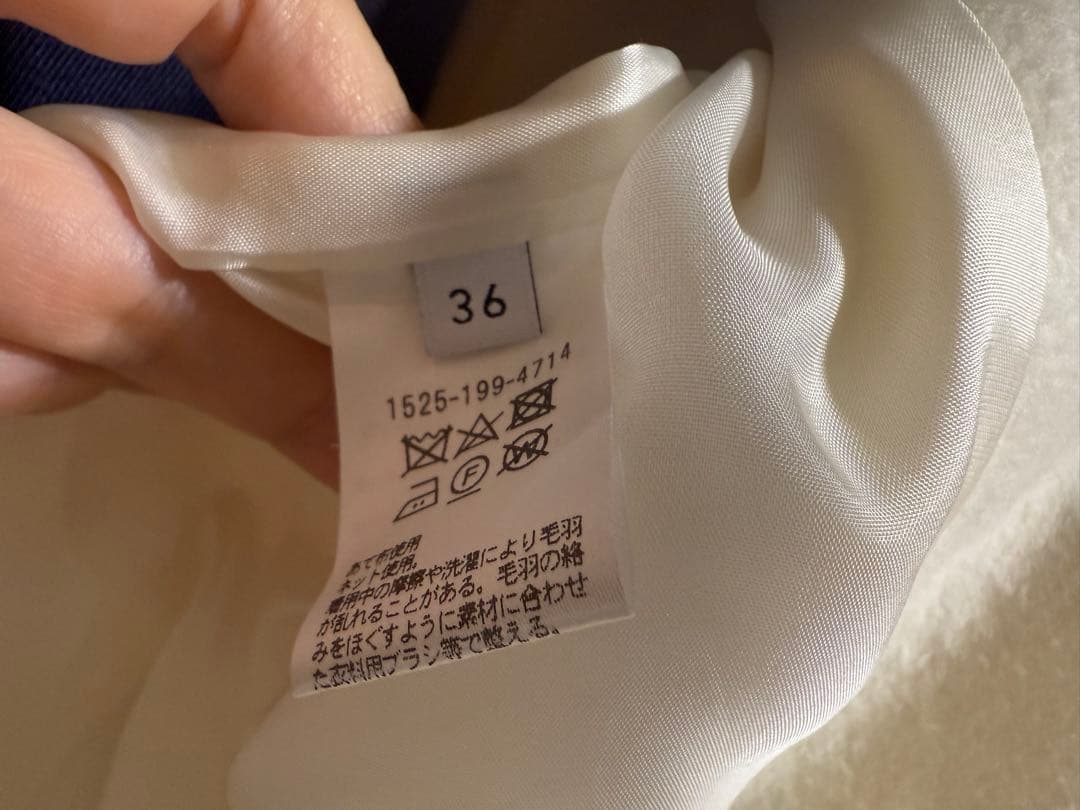 36
1525-199-4714
F
W
あて布使用
ネット使用。
着用中の摩擦や洗濯により毛羽
が乱れることがある。毛羽の絡
みをほぐすように素材に合わせ
た衣料用ブラシ等で整える。